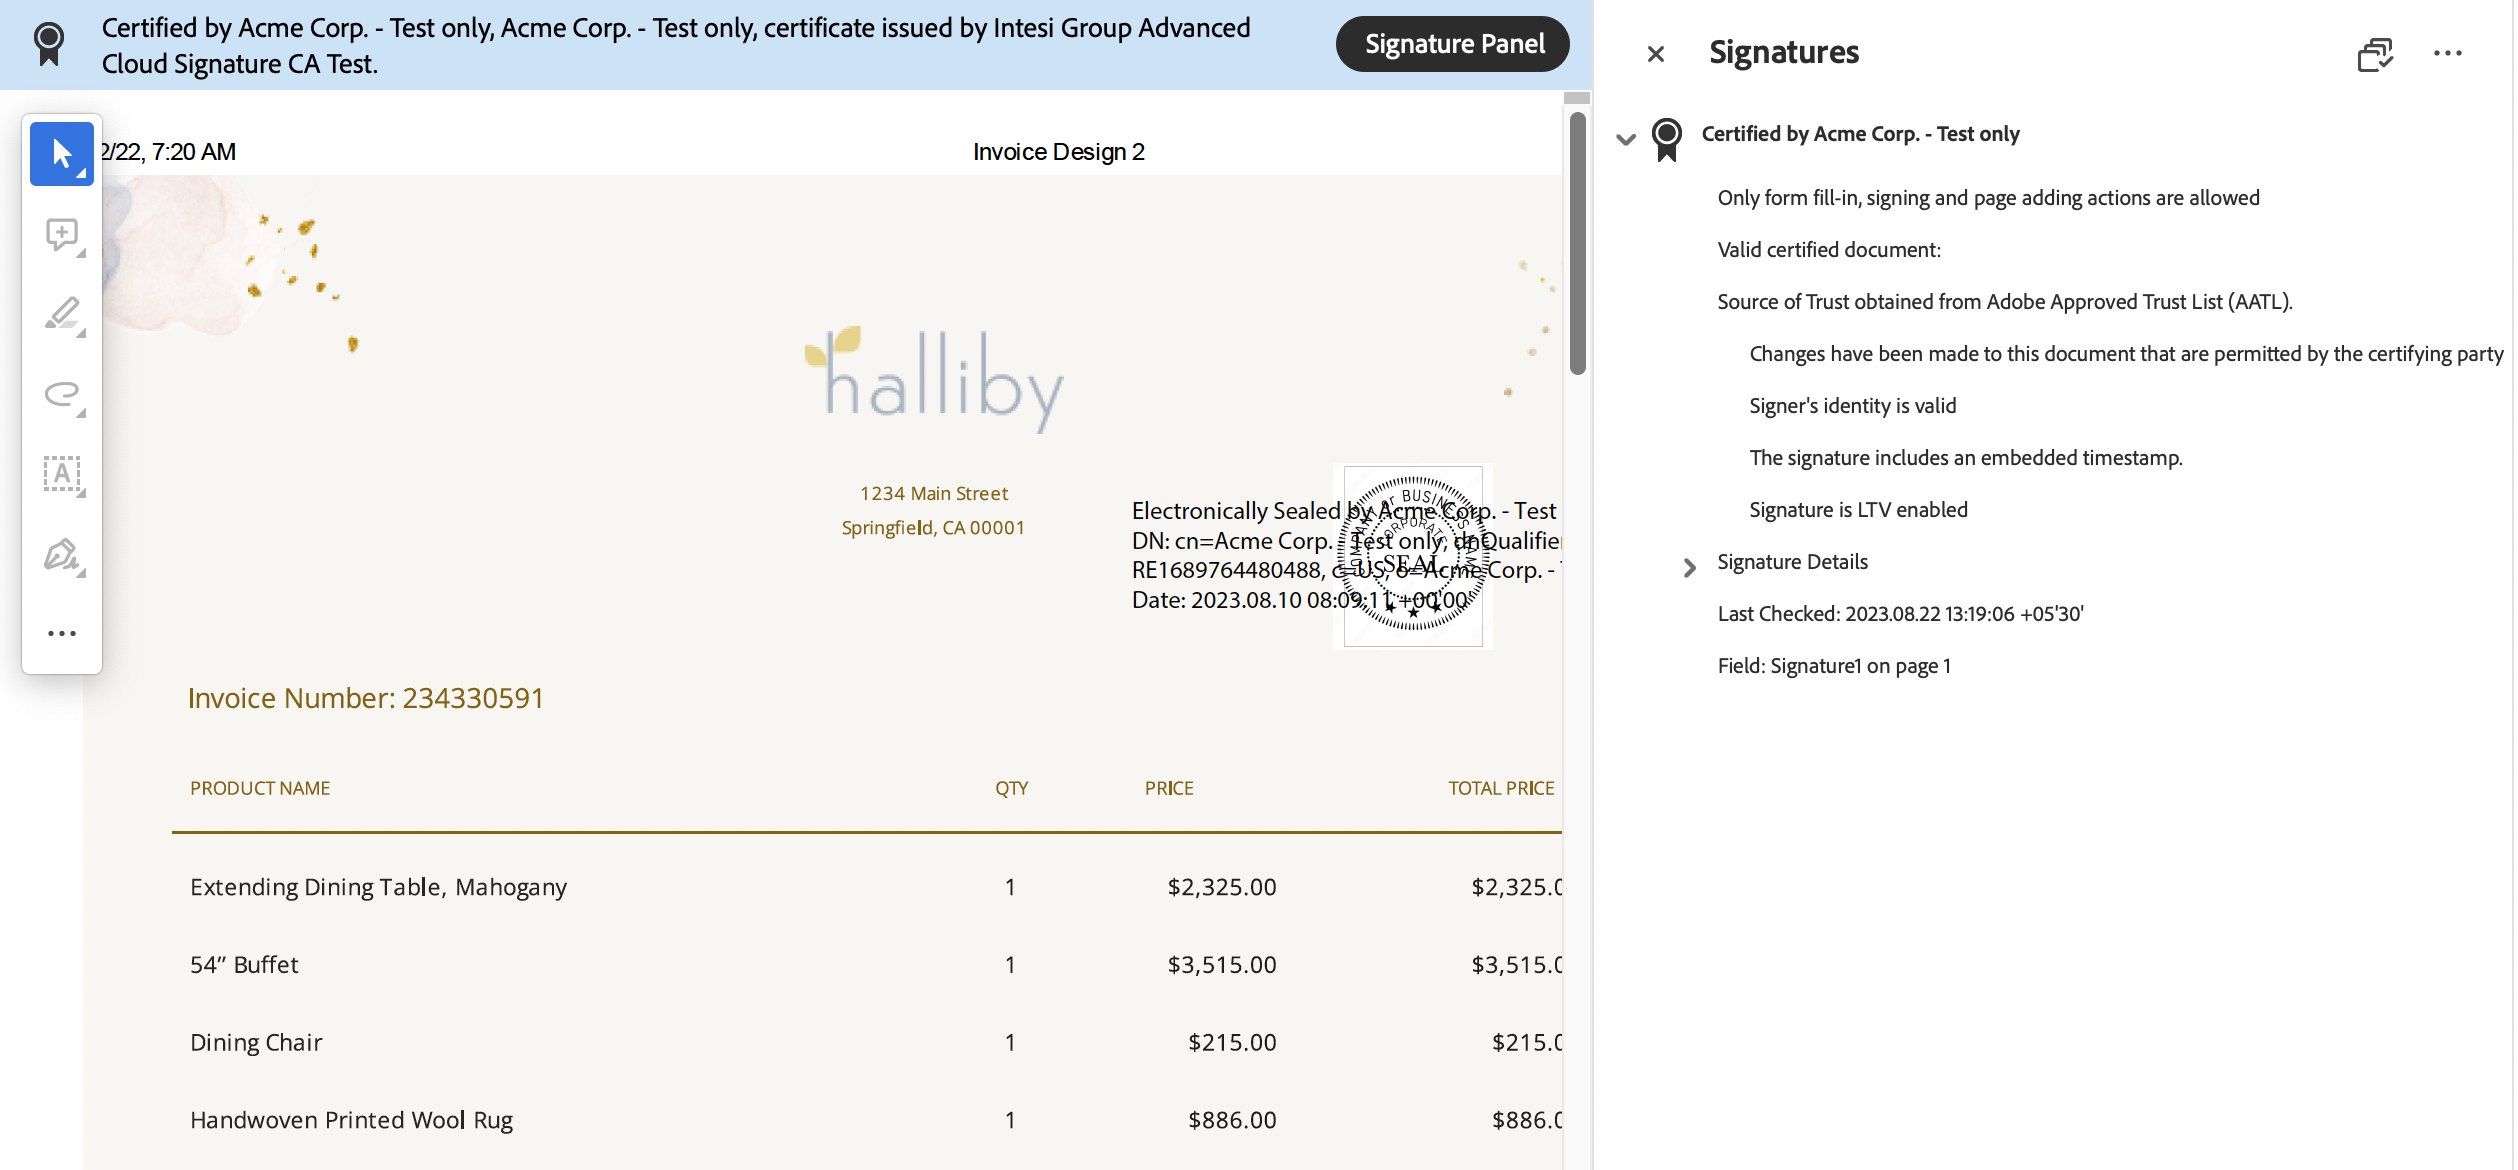 Certified by Acme Corp. - Test only, Acme Corp. - Test only, certificate issued by Intesi Group Advanced
Cloud Signature CA Test.
Signature Panel
2/22, 7:20 AM
Invoice Design 2
halliby
1234 Main Street
Springfield, CA 00001
Electronically Sealed by Acme Corp. - Test
DN: cn=Acme Corp. - Test only, dnQualifier
RE1689764480488, c=US, o=Acme Corp. -
Date: 2023.08.10 08:09:11 +00'00'
COMPANY or BUSINESS NAME
CORPORATE
SEAL
Invoice Number: 234330591
PRODUCT NAME QTY PRICE TOTAL PRICE
Extending Dining Table, Mahogany 1 $2,325.00 $2,325.0
54” Buffet 1 $3,515.00 $3,515.0
Dining Chair 1 $215.00 $215.0
Handwoven Printed Wool Rug 1 $886.00 $886.0
Signatures
Certified by Acme Corp. - Test only
Only form fill-in, signing and page adding actions are allowed
Valid certified document:
Source of Trust obtained from Adobe Approved Trust List (AATL).
Changes have been made to this document that are permitted by the certifying party
Signer's identity is valid
The signature includes an embedded timestamp.
Signature is LTV enabled
Signature Details
Last Checked: 2023.08.22 13:19:06 +05'30'
Field: Signature1 on page 1